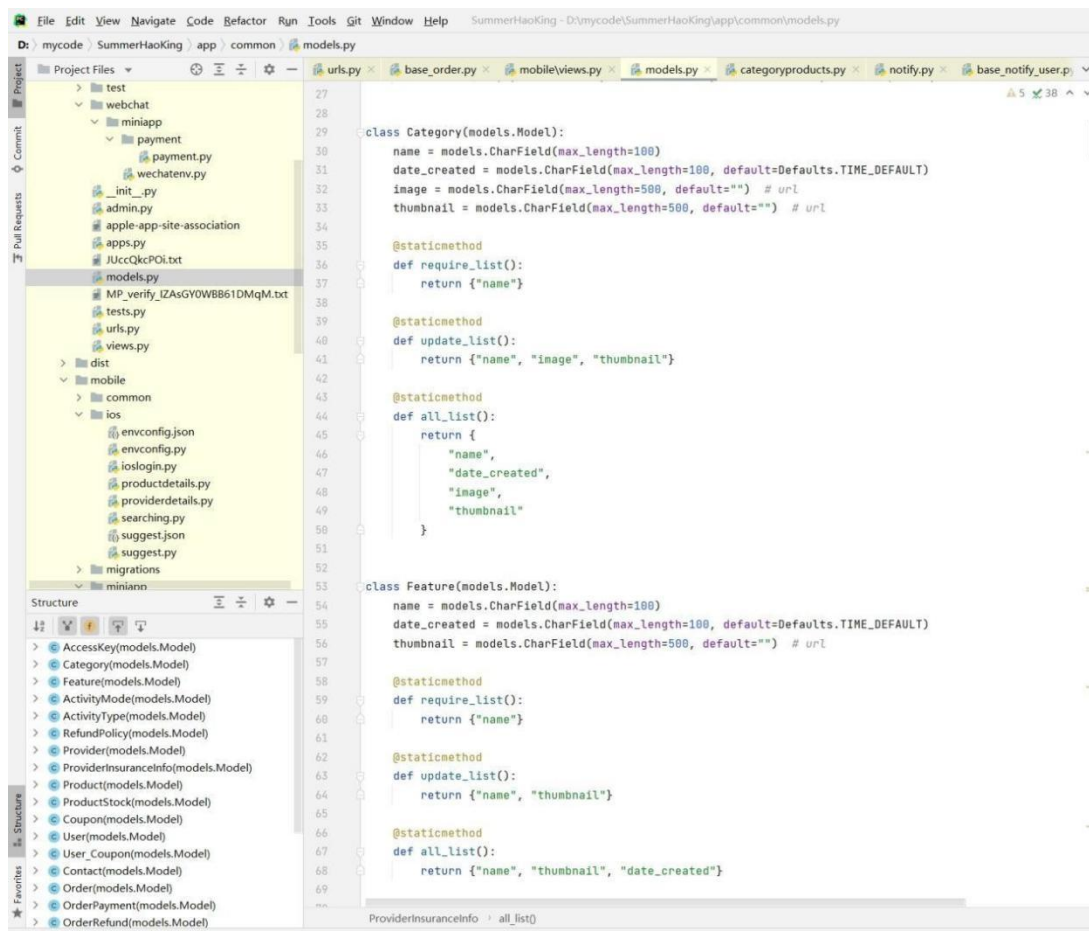 File Edit View Navigate Code Refactor Run Tools Git Window Help SummerHaoKing - D:\mycode\SummerHaoKing\app\common\models.py
D: mycode SummerHaoKing app common models.py
Project Files
urls.py base_order.py mobile\views.py models.py categoryproducts.py notify.py base_notify_user.p
Project
Commit
Pull Requests
Structure
Favorites
test
webchat
miniapp
payment
payment.py
wechatenv.py
__init__.py
admin.py
apple-app-site-association
apps.py
JUccQkcPOi.txt
models.py
MP_verify_IZAsGY0WBB61DMqM.txt
tests.py
urls.py
views.py
dist
mobile
common
ios
envconfig.json
envconfig.py
ioslogin.py
productdetails.py
providerdetails.py
searching.py
suggest.json
suggest.py
migrations
miniapp
Structure
AccessKey(models.Model)
Category(models.Model)
Feature(models.Model)
ActivityMode(models.Model)
ActivityType(models.Model)
RefundPolicy(models.Model)
Provider(models.Model)
ProviderInsuranceInfo(models.Model)
Product(models.Model)
ProductStock(models.Model)
Coupon(models.Model)
User(models.Model)
User_Coupon(models.Model)
Contact(models.Model)
Order(models.Model)
OrderPayment(models.Model)
OrderRefund(models.Model)
5 38
27
28
29 class Category(models.Model):
30 name = models.CharField(max_length=100)
31 date_created = models.CharField(max_length=100, default=Defaults.TIME_DEFAULT)
32 image = models.CharField(max_length=500, default="") # url
33 thumbnail = models.CharField(max_length=500, default="") # url
34
35 @staticmethod
36 def require_list():
37 return {"name"}
38
39 @staticmethod
40 def update_list():
41 return {"name", "image", "thumbnail"}
42
43 @staticmethod
44 def all_list():
45 return {
46 "name",
47 "date_created",
48 "image",
49 "thumbnail"
50 }
51
52
53 class Feature(models.Model):
54 name = models.CharField(max_length=100)
55 date_created = models.CharField(max_length=100, default=Defaults.TIME_DEFAULT)
56 thumbnail = models.CharField(max_length=500, default="") # url
57
58 @staticmethod
59 def require_list():
60 return {"name"}
61
62 @staticmethod
63 def update_list():
64 return {"name", "thumbnail"}
65
66 @staticmethod
67 def all_list():
68 return {"name", "thumbnail", "date_created"}
69
ProviderInsuranceInfo all_list()